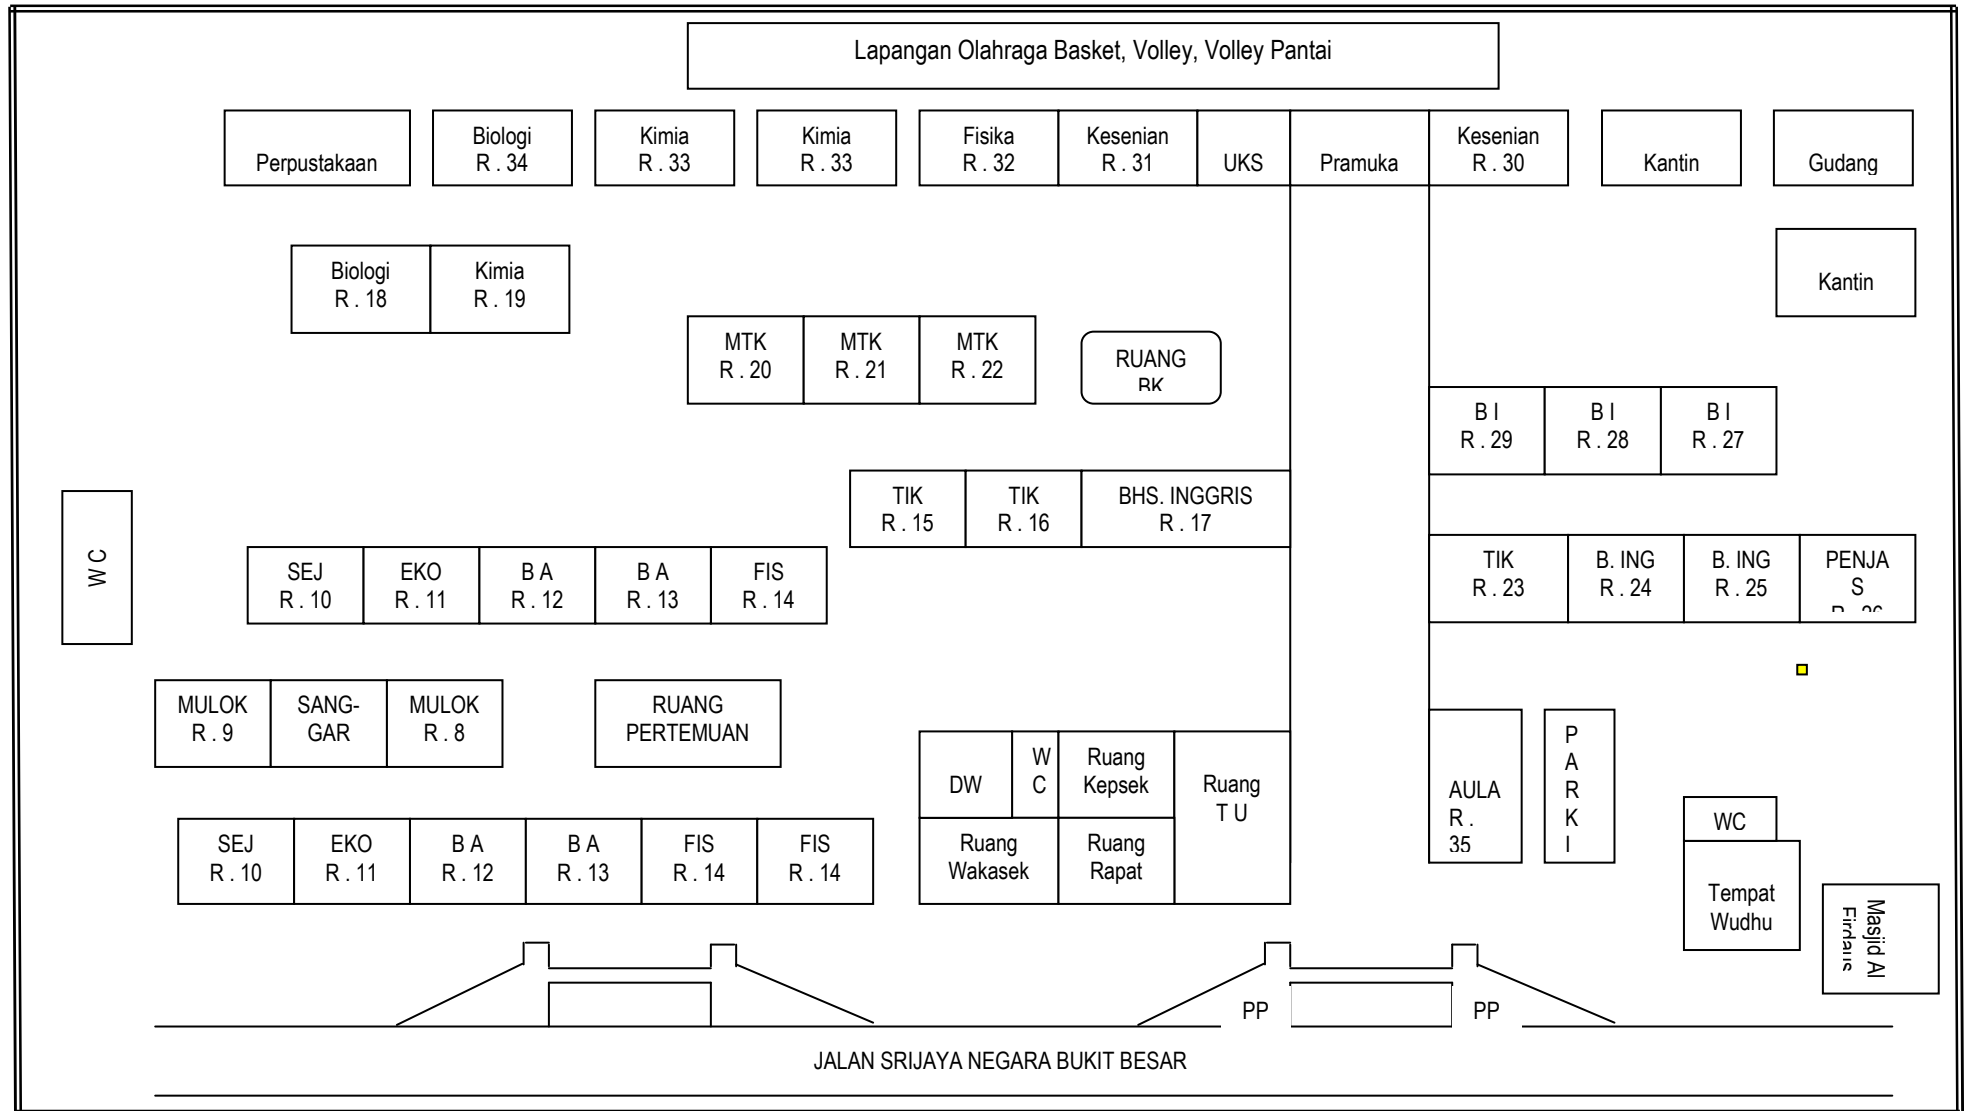 Lapangan Olahraga Basket, Volley, Volley Pantai
Perpustakaan
Biologi
R . 34
Kimia
R . 33
Kimia
R . 33
Fisika
R . 32
Kesenian
R . 31
UKS
Pramuka
Kesenian
R . 30
Kantin
Gudang
Biologi
R . 18
Kimia
R . 19
Kantin
MTK
R . 20
MTK
R . 21
MTK
R . 22
RUANG
BK
B I
R . 29
B I
R . 28
B I
R . 27
TIK
R . 15
TIK
R . 16
BHS. INGGRIS
R . 17
W C
SEJ
R . 10
EKO
R . 11
B A
R . 12
B A
R . 13
FIS
R . 14
TIK
R . 23
B. ING
R . 24
B. ING
R . 25
PENJA
S
R . 26
MULOK
R . 9
SANG-
GAR
MULOK
R . 8
RUANG
PERTEMUAN
DW
W
C
Ruang
Kepsek
Ruang
T U
AULA
R .
35
P
A
R
K
I
WC
Tempat
Wudhu
Masjid Al
Firdaus
SEJ
R . 10
EKO
R . 11
B A
R . 12
B A
R . 13
FIS
R . 14
FIS
R . 14
Ruang
Wakasek
Ruang
Rapat
PP
PP
JALAN SRIJAYA NEGARA BUKIT BESAR